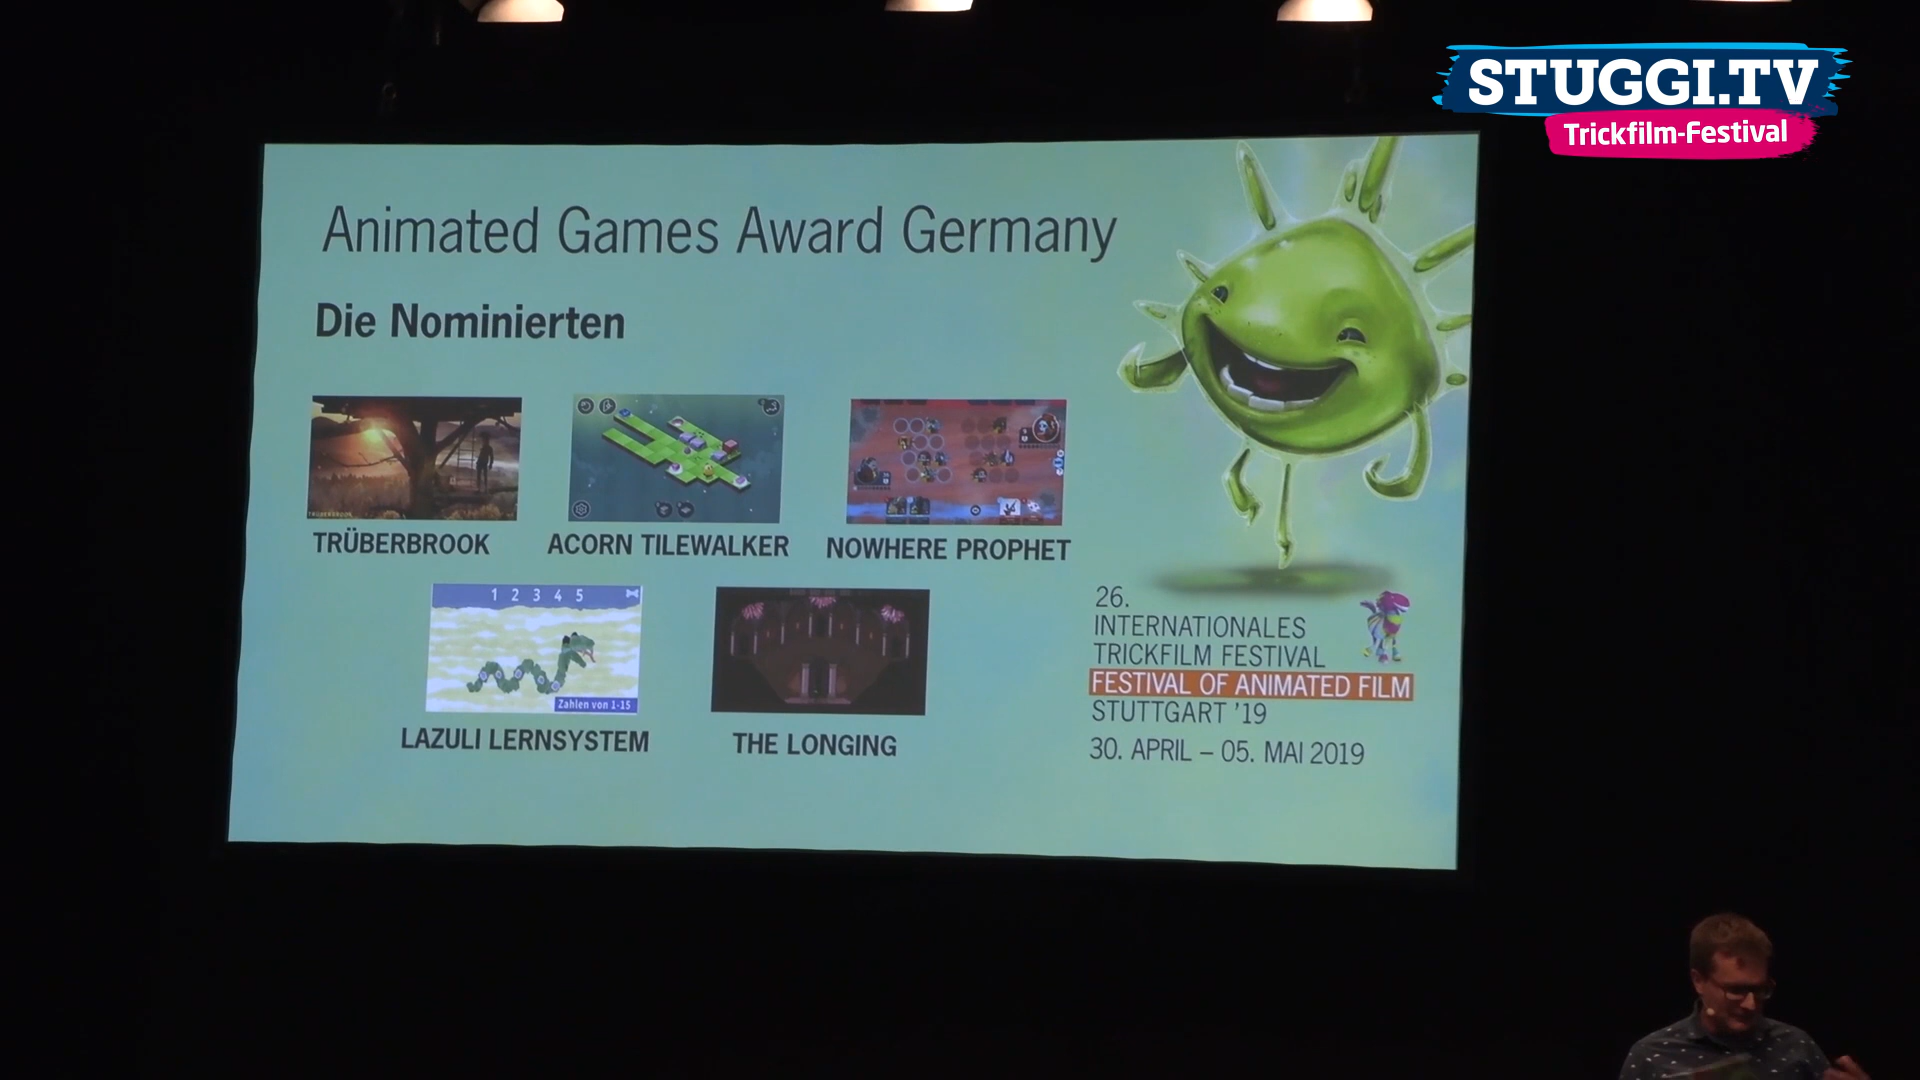 STUGGI.TV
Trickfilm-Festival
Animated Games Award Germany
Die Nominierten
TRÜBERBROOK
TRÜBERBROOK
ACORN TILEWALKER
NOWHERE PROPHET
1 2 3 4 5
Zahlen von 1-15
LAZULI LERNSYSTEM
THE LONGING
26.
INTERNATIONALES
TRICKFILM FESTIVAL
FESTIVAL OF ANIMATED FILM
STUTTGART '19
30. APRIL – 05. MAI 2019